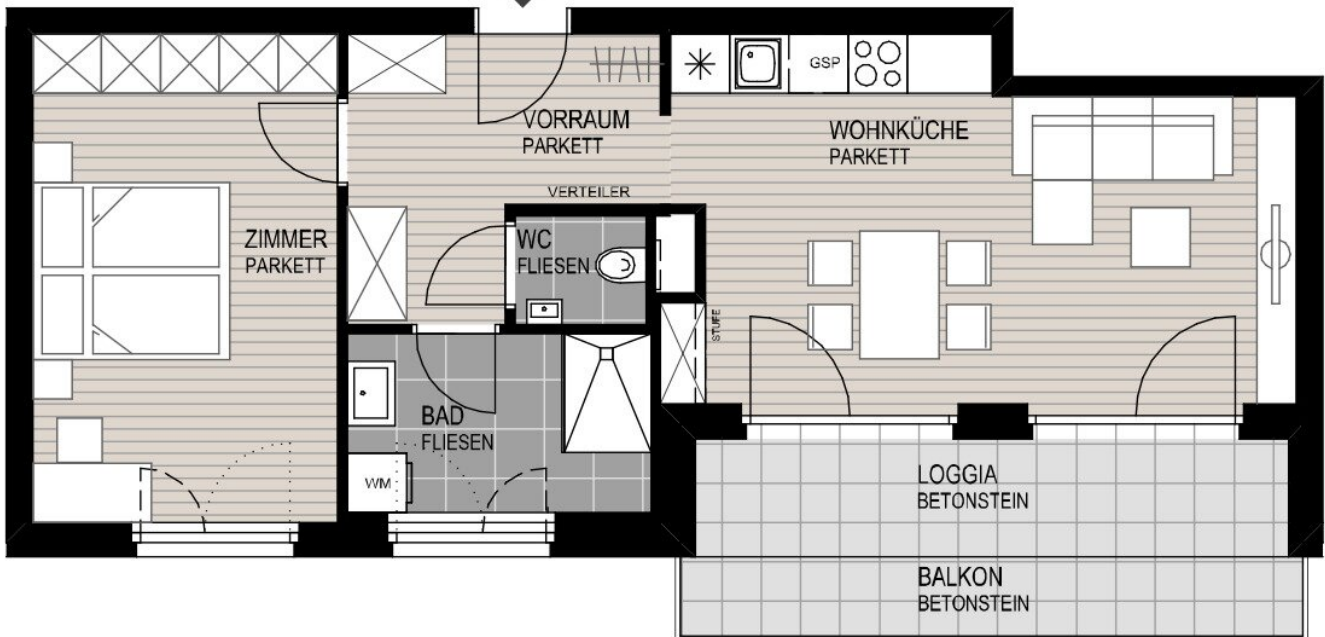 GSP
VORRAUM
PARKETT
WOHNKÜCHE
PARKETT
VERTEILER
ZIMMER
PARKETT
WC
FLIESEN
STUFE
BAD
FLIESEN
WM
LOGGIA
BETONSTEIN
BALKON
BETONSTEIN